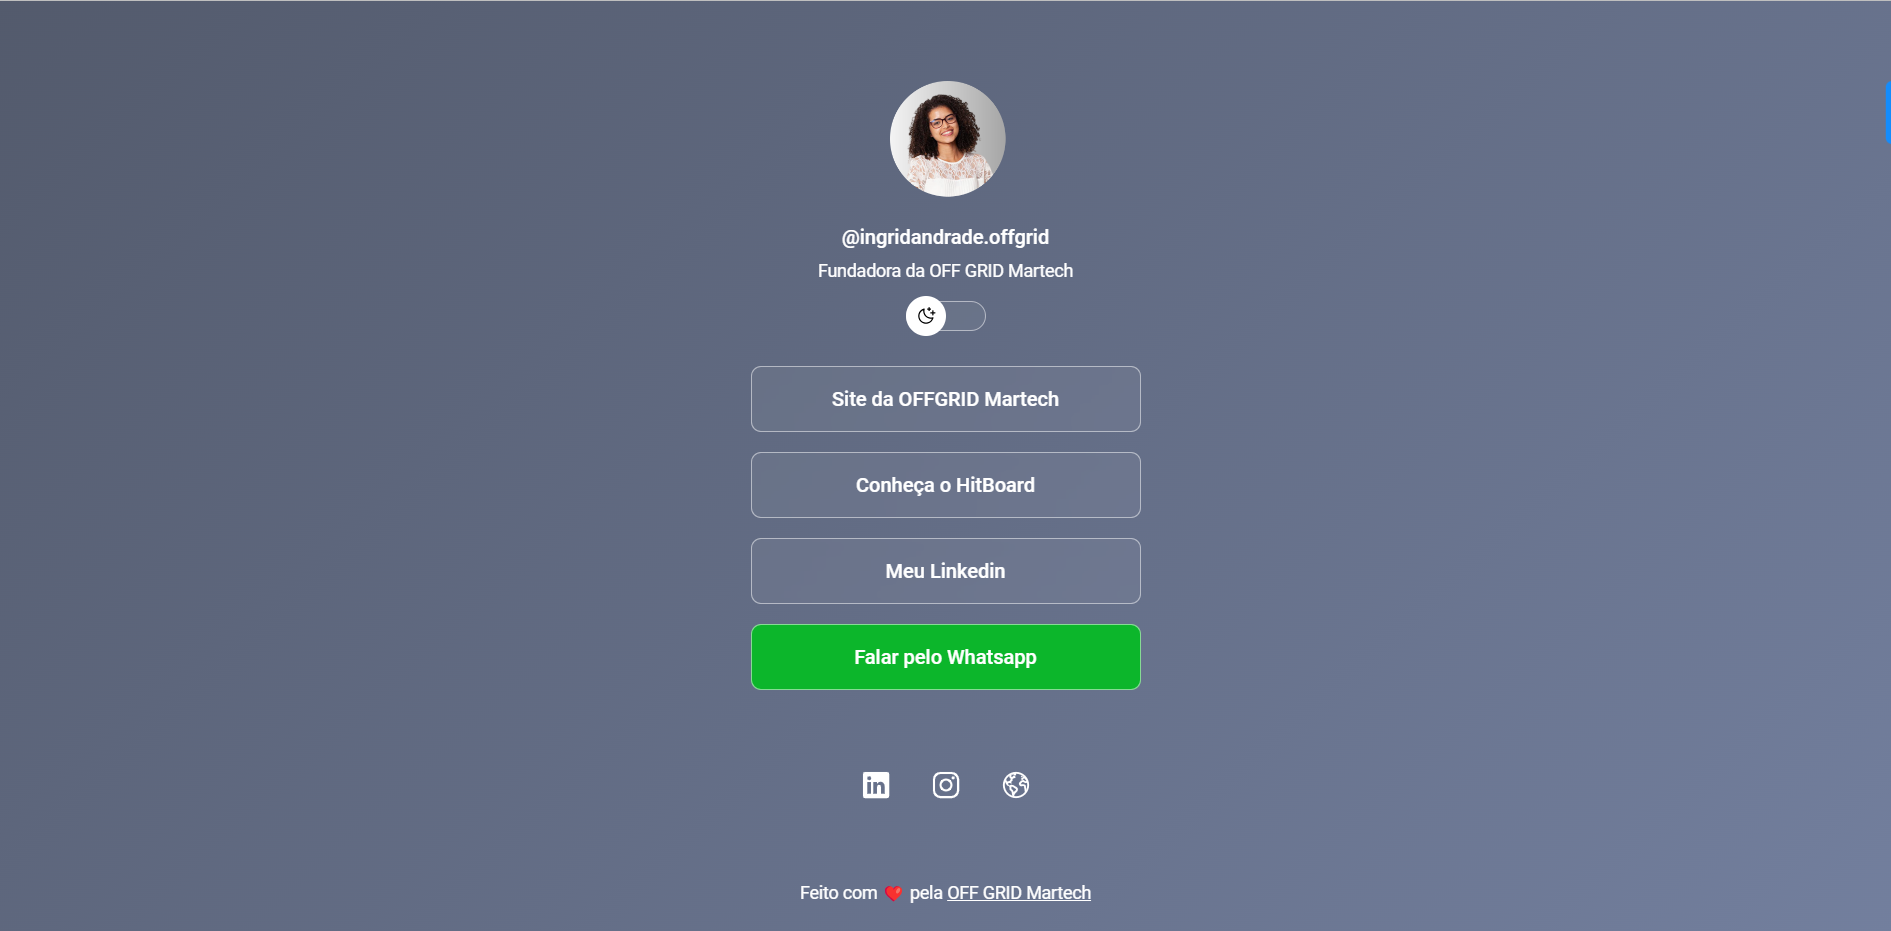 @ingridandrade.offgrid
Fundadora da OFF GRID Martech
Site da OFFGRID Martech
Conheça o HitBoard
Meu Linkedin
Falar pelo Whatsapp
in
Feito com ❤️ pela OFF GRID Martech